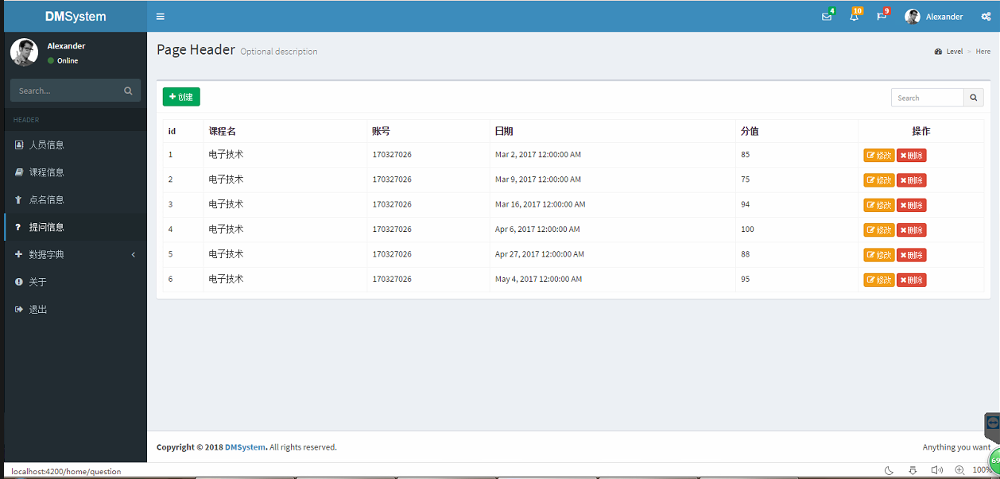 DMSystem
4
10
9
Alexander
Alexander
Online
Search...
HEADER
人员信息
课程信息
点名信息
提问信息
数据字典
关于
退出
Page Header Optional description
Level > Here
创建
Search
id 课程名 账号 日期 分值 操作
1 电子技术 170327026 Mar 2, 2017 12:00:00 AM 85 修改 删除
2 电子技术 170327026 Mar 9, 2017 12:00:00 AM 75 修改 删除
3 电子技术 170327026 Mar 16, 2017 12:00:00 AM 94 修改 删除
4 电子技术 170327026 Apr 6, 2017 12:00:00 AM 100 修改 删除
5 电子技术 170327026 Apr 27, 2017 12:00:00 AM 88 修改 删除
6 电子技术 170327026 May 4, 2017 12:00:00 AM 95 修改 删除
Copyright © 2018 DMSystem. All rights reserved.
Anything you want
69
localhost:4200/home/question
100%